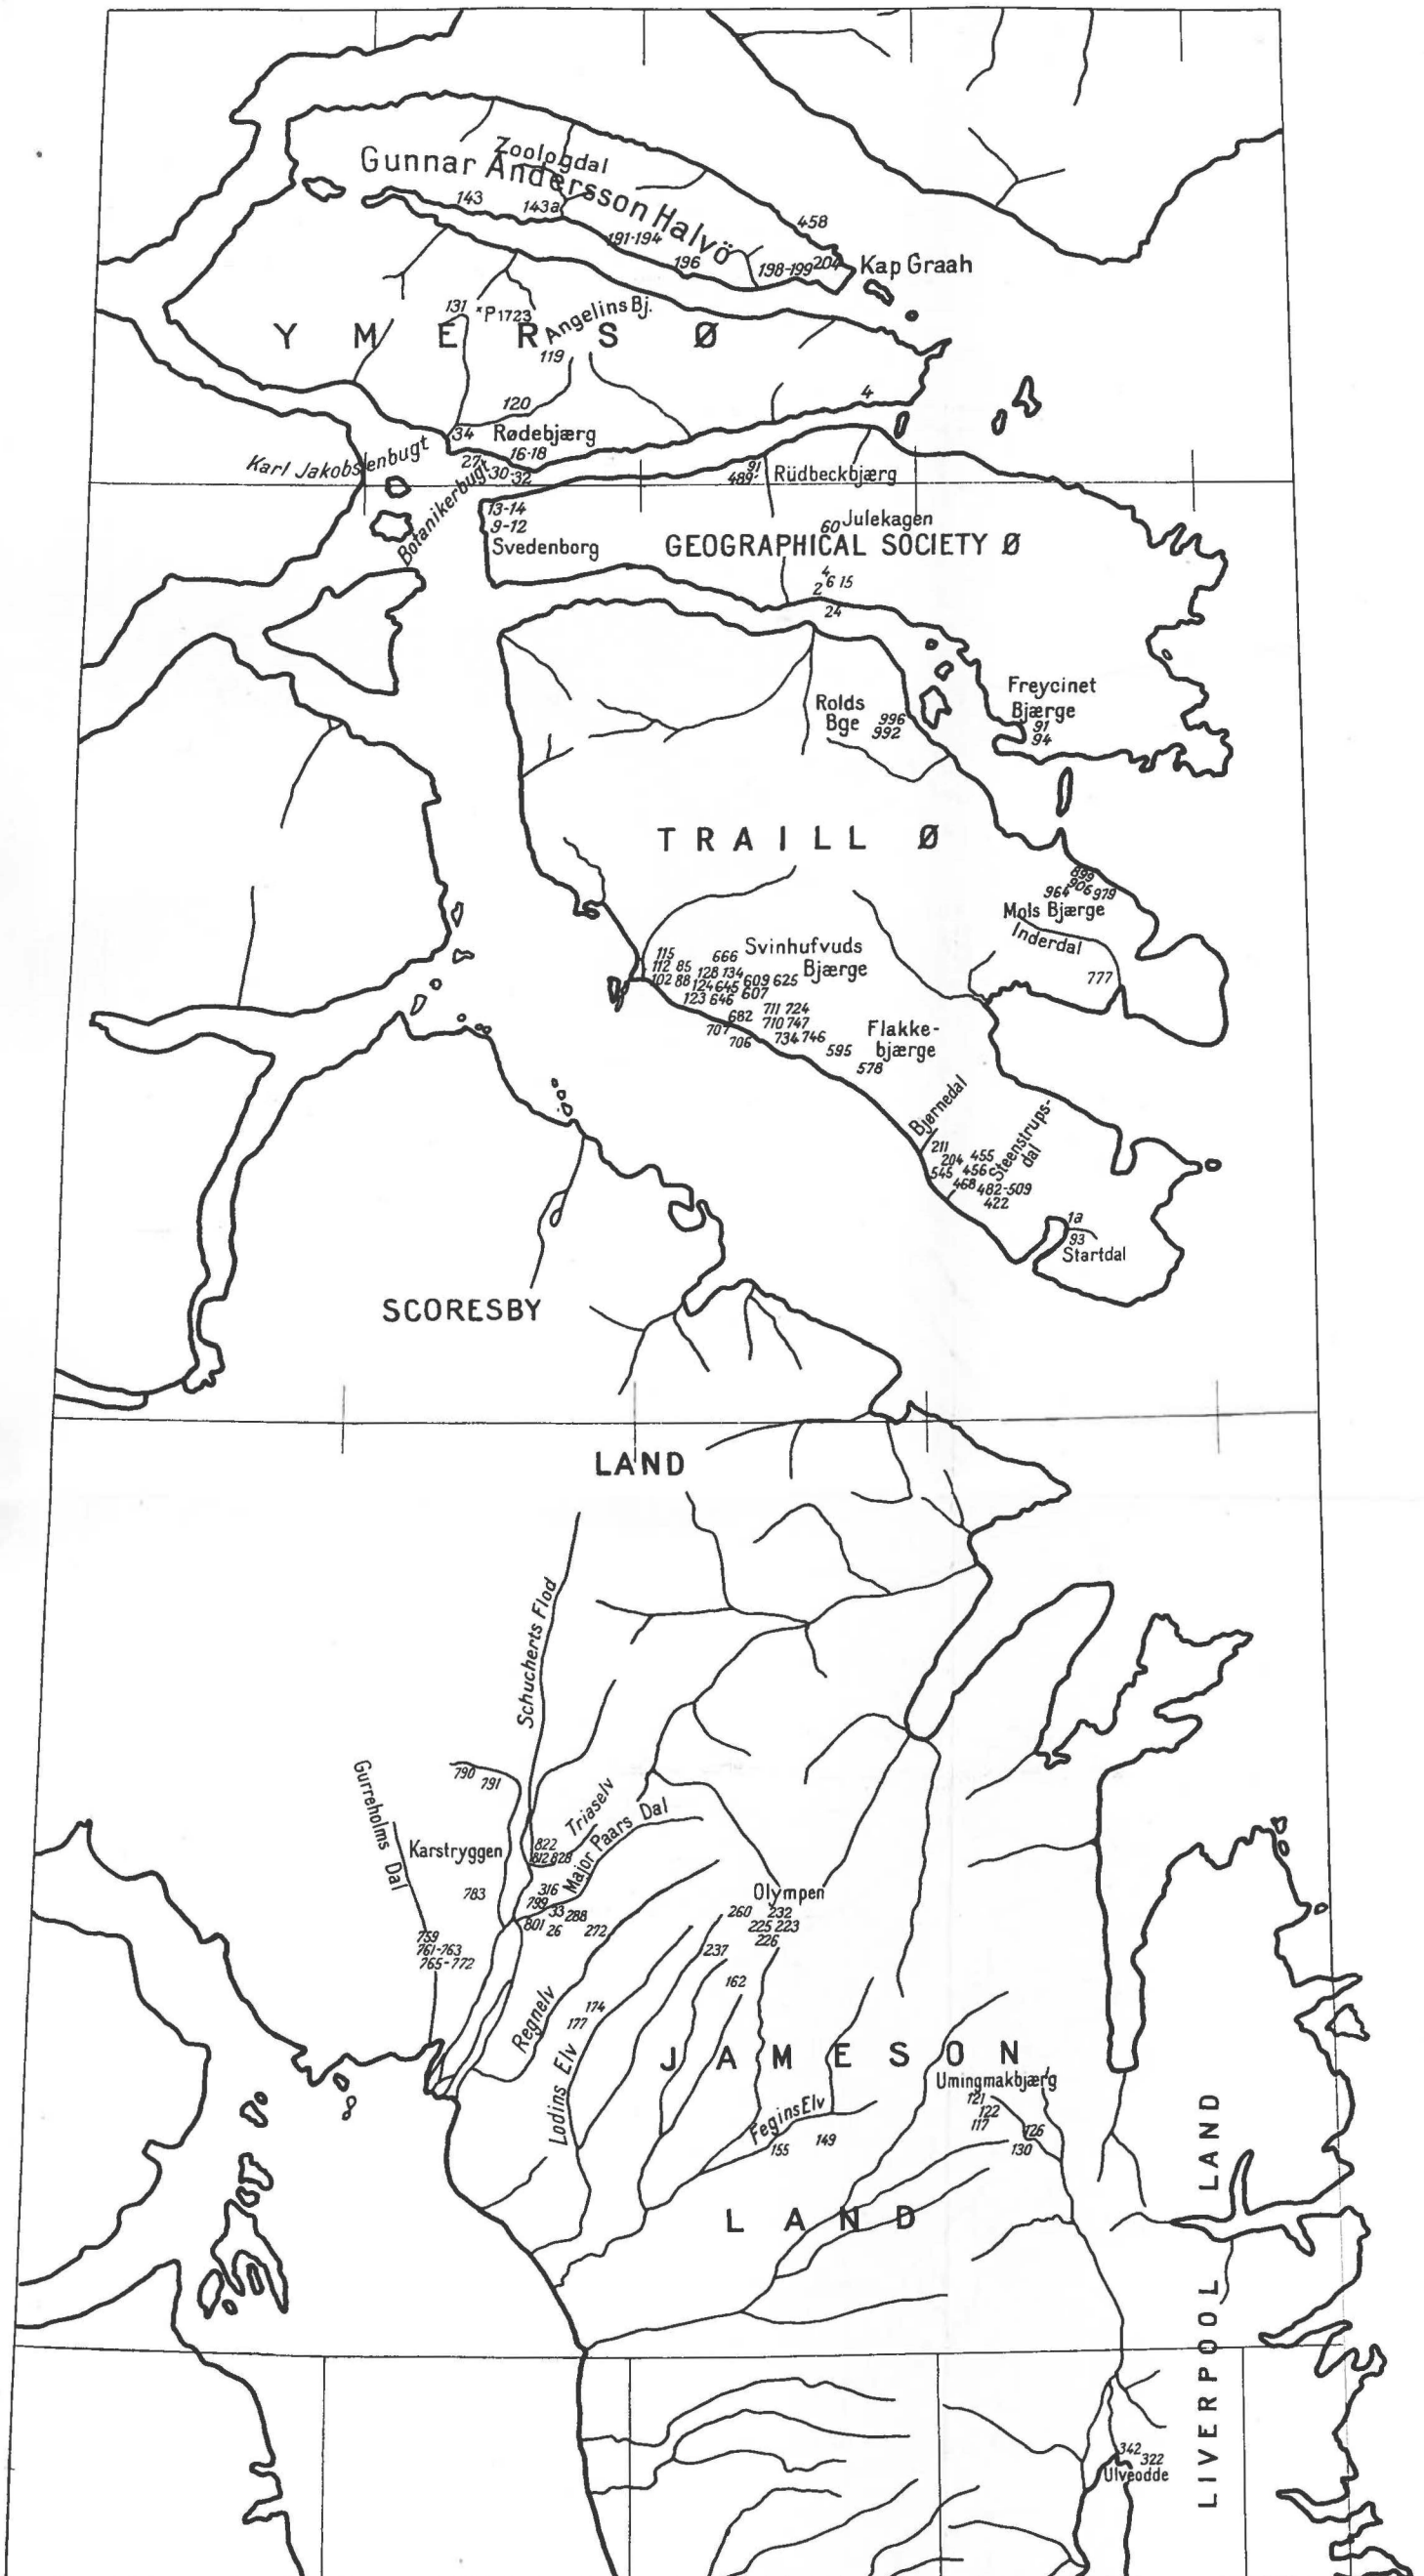 Zoologdal
Gunnar Andersson Halvö
143
143a
191-194
196
458
198-199
204
Kap Graah
131
×P1723
Angelins Bj.
YMERS Ø
119
120
4
34
Rødebjærg
16-18
27
30-32
Karl Jakobsenbugt
Botanikerbugt
91
489
Rüdbeckbjærg
13-14
9-12
Svedenborg
60
Julekagen
GEOGRAPHICAL SOCIETY Ø
4
2 6 15
24
Rolds
Bge
996
992
Freycinet
Bjærge
91
94
TRAILL Ø
899
964 906 979
Mols Bjærge
Inderdal
777
Svinhufvuds
Bjærge
115
666
112 85 128 134
102 88 124 645 609 625
123 646 607
682 711 724
707 710 747
706 734 746
595
578
Flakke-
bjærge
Bjørnedal
Steenstrups-
dal
211
204 455
545 456
468 482-509
422
1a
93
Startdal
SCORESBY
LAND
Schucherts Flod
Gurreholms Dal
790 791
Karstryggen
783
Triaselv
Major Paars Dal
822
812 828
316
799 33 288
801 26 272
759
761-763
765-772
Olympen
260 232
225 223
226
237
162
Regnelv
174
177
Lodins Elv
JAMESON
Umingmakbjærg
121
122
117
126
130
Fegins Elv
155
149
LAND
LIVERPOOL LAND
342
322
Ulveodde